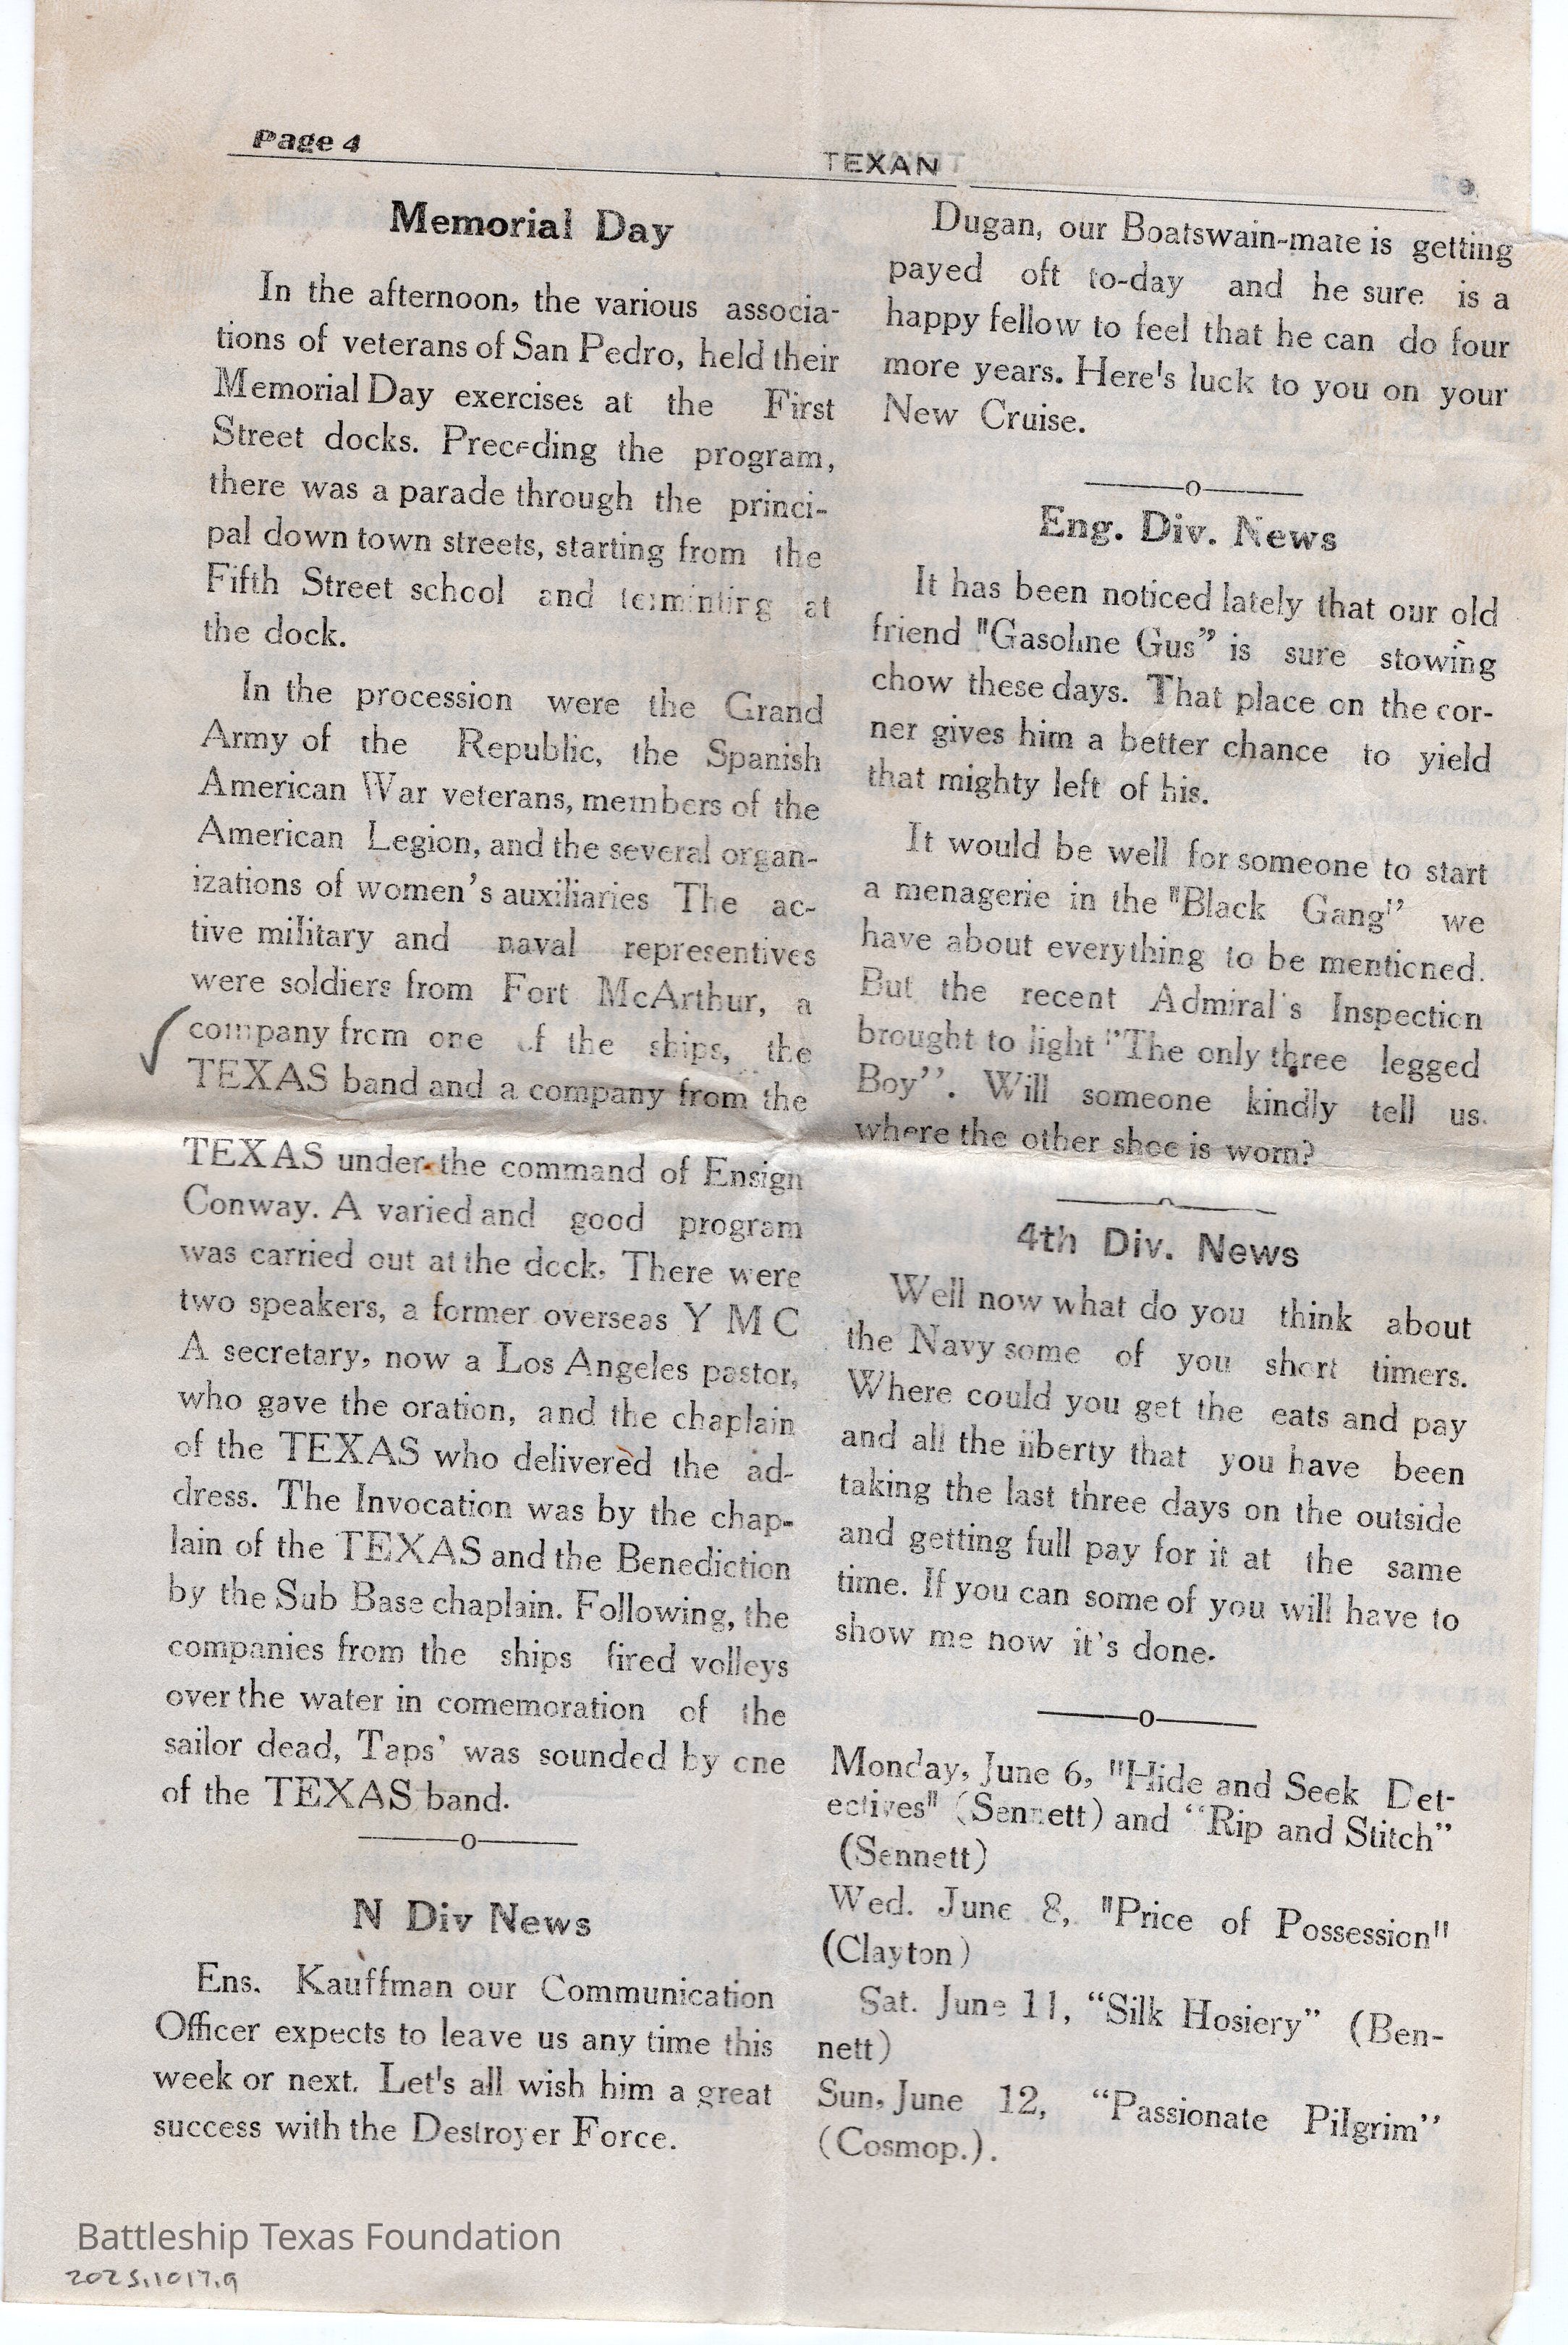 Page 4
TEXAN
Memorial Day
In the afternoon, the various associa-
tions of veterans of San Pedro, held their
Memorial Day exercises at the First
Street docks. Preceding the program,
there was a parade through the princi-
pal down town streets, starting from the
Fifth Street school and at
the dock.
In the procession were the Grand
Army of the Republic, the Spanish
American War veterans, members of the
American Legion, and the several organ-
izations of women's auxiliaries The ac-
tive military and naval representives
were soldiers from Fort McArthur, a
company from one of the ships, the
TEXAS band and a company from the
TEXAS under the command of Ensign
Conway. A varied and good program
was carried out at the dock. There were
two speakers, a former overseas Y M C
A secretary, now a Los Angeles pastor,
who gave the oration, and the chaplain
of the TEXAS who delivered the ad-
dress. The Invocation was by the chap-
lain of the TEXAS and the Benediction
by the Sub Base chaplain. Following, the
companies from the ships fired volleys
over the water in comemoration of the
sailor dead, Taps' was sounded by one
of the TEXAS band.
o
N Div News
Ens. Kauffman our Communication
Officer expects to leave us any time this
week or next. Let's all wish him a great
success with the Destroyer Force.
Dugan, our Boatswain-mate is getting
payed oft to-day and he sure is a
happy fellow to feel that he can do four
more years. Here's luck to you on your
New Cruise.
o
Eng. Div. News
It has been noticed lately that our old
friend "Gasoline Gus" is sure stowing
chow these days. That place on the cor-
ner gives him a better chance to yield
that mighty left of his.
It would be well for someone to start
a menagerie in the "Black Gang" we
have about everything to be mentioned.
But the recent Admiral's Inspection
brought to light "The only three legged
Boy". Will someone kindly tell us.
where the other shoe is worn?
4th Div. News
Well now what do you think about
the Navy some of you short timers.
Where could you get the eats and pay
and all the liberty that you have been
taking the last three days on the outside
and getting full pay for it at the same
time. If you can some of you will have to
show me now it's done.
o
Monday, June 6, "Hide and Seek Det-
ectives" (Sennett) and "Rip and Stitch"
(Sennett)
Wed. June 8, "Price of Possession"
(Clayton)
Sat. June 11, "Silk Hosiery" (Ben-
nett)
Sun, June 12, "Passionate Pilgrim"
(Cosmop.).
Battleship Texas Foundation
2025.1017.9